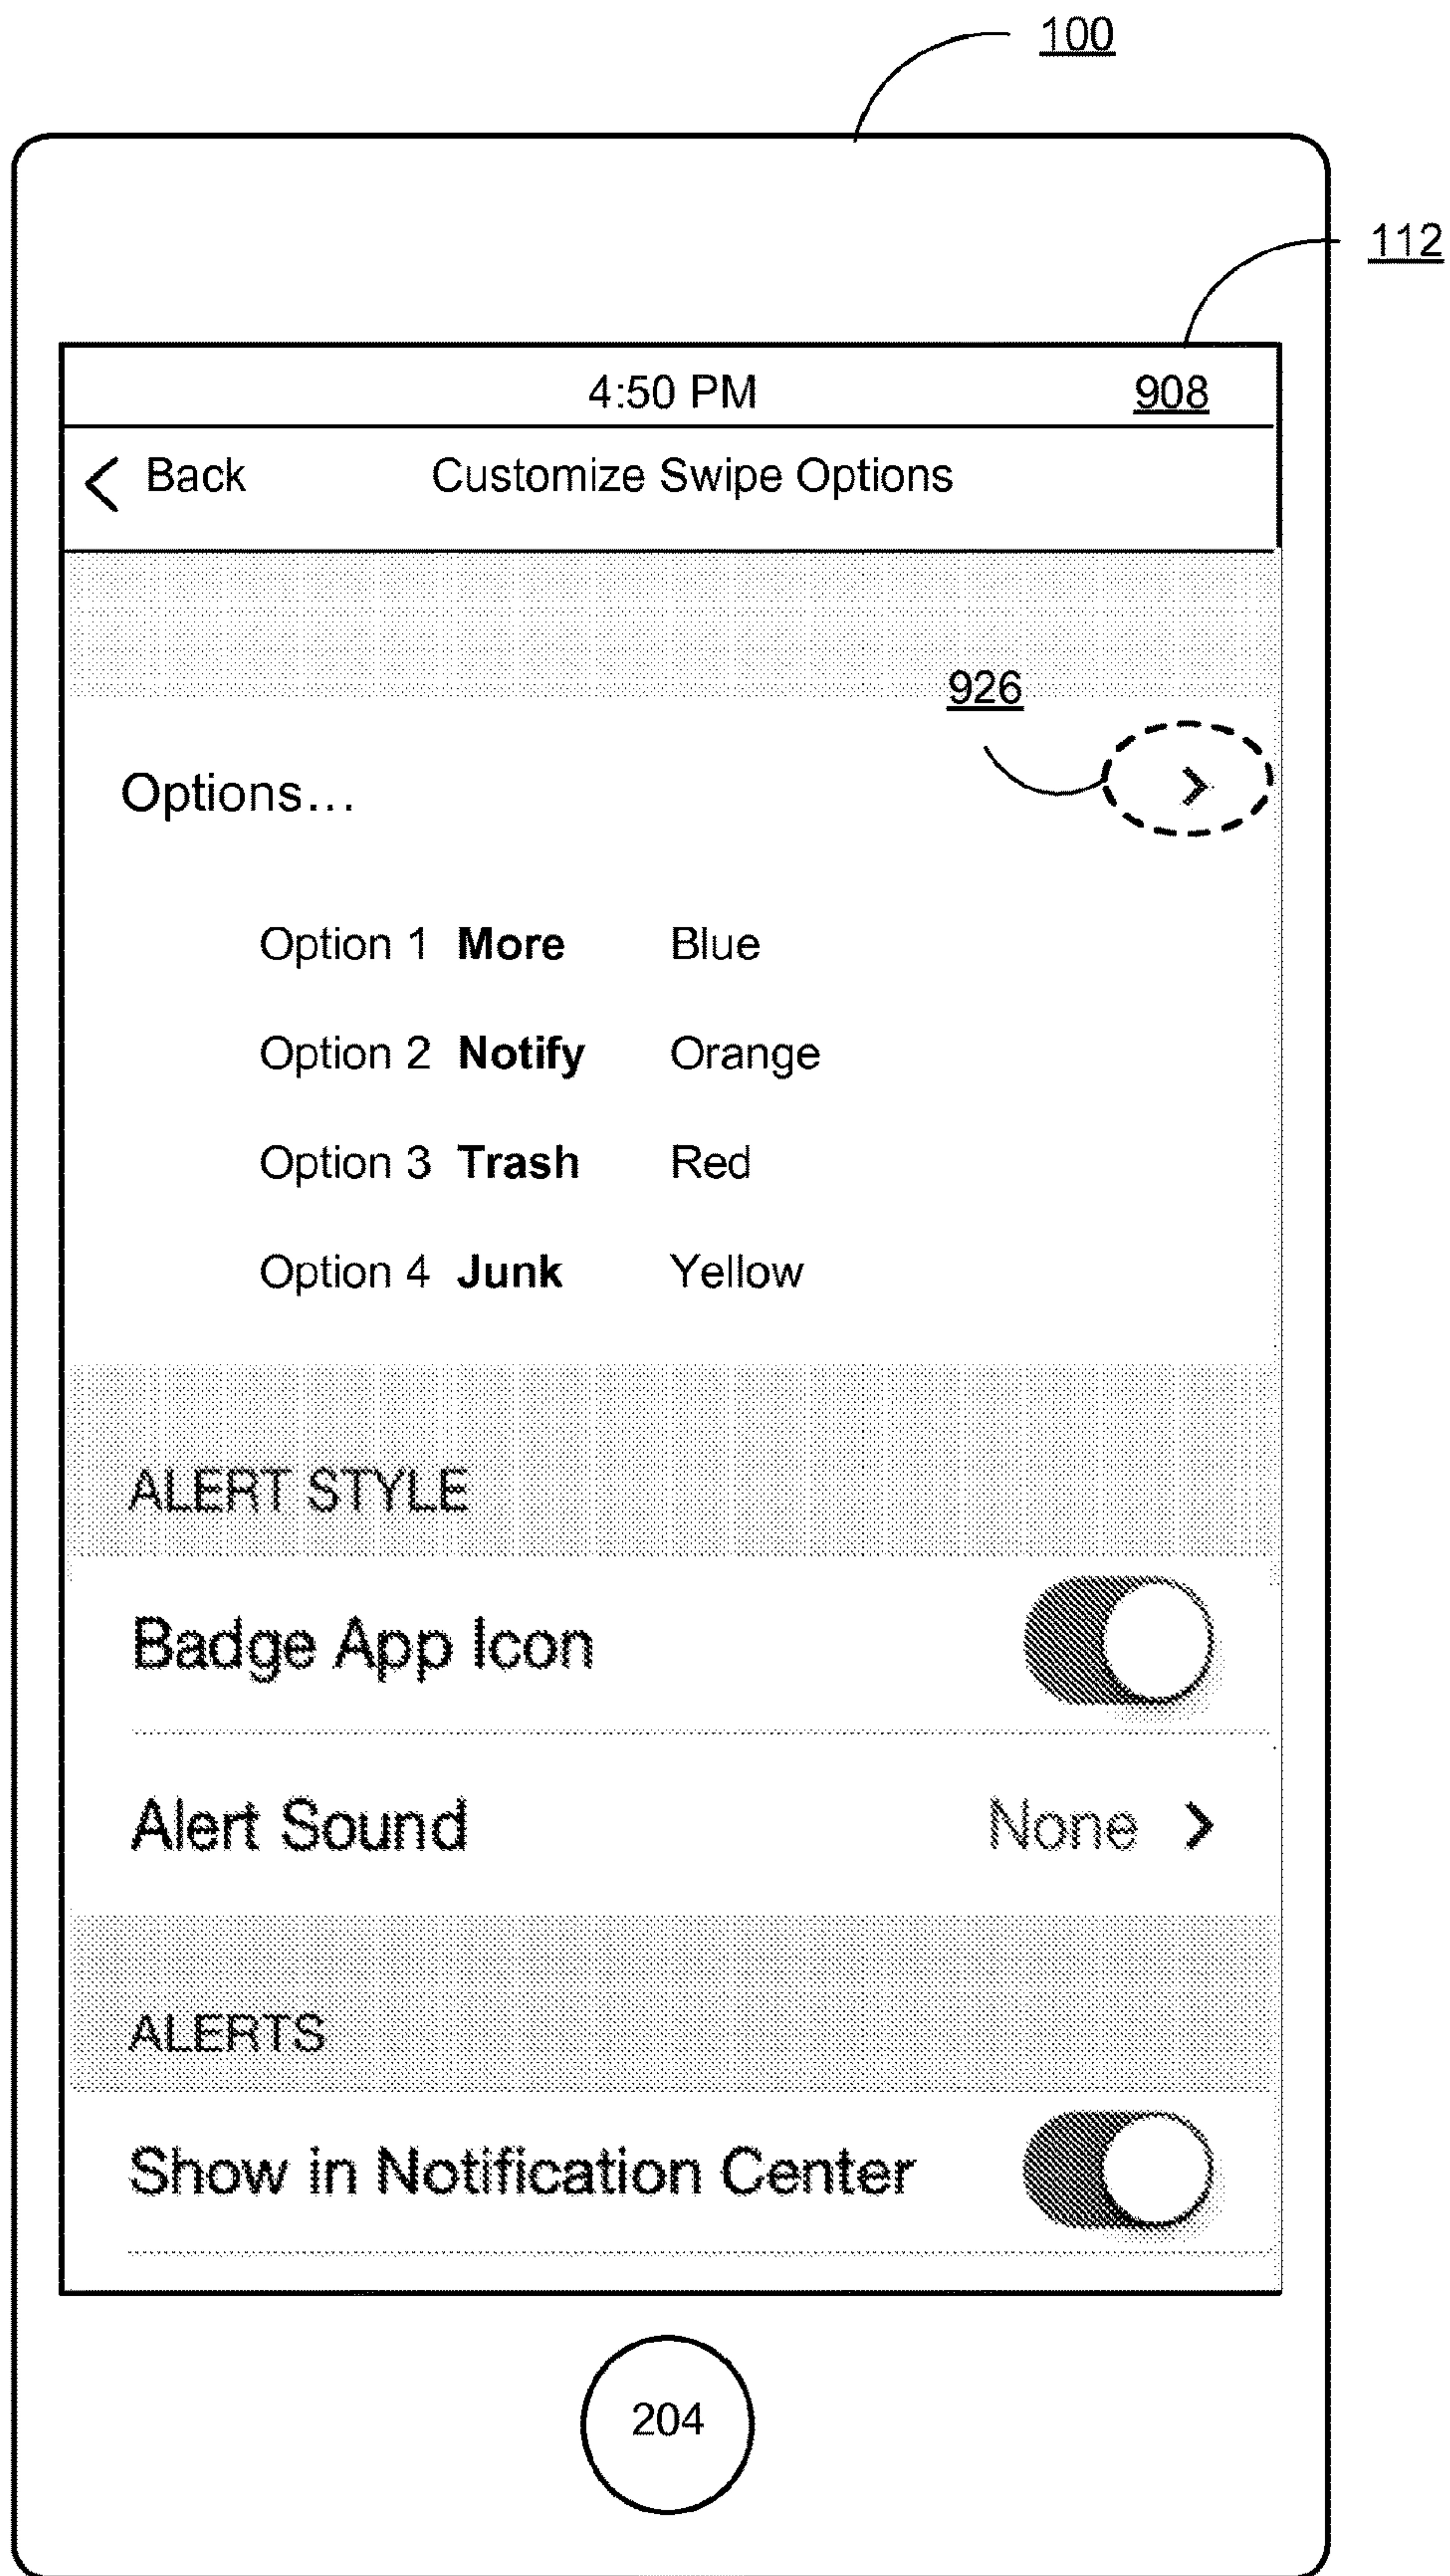 100
112
4:50 PM 908
Back Customize Swipe Options
926
Options...
Option 1 More Blue
Option 2 Notify Orange
Option 3 Trash Red
Option 4 Junk Yellow
ALERT STYLE
Badge App Icon
Alert Sound None
ALERTS
Show in Notification Center
204